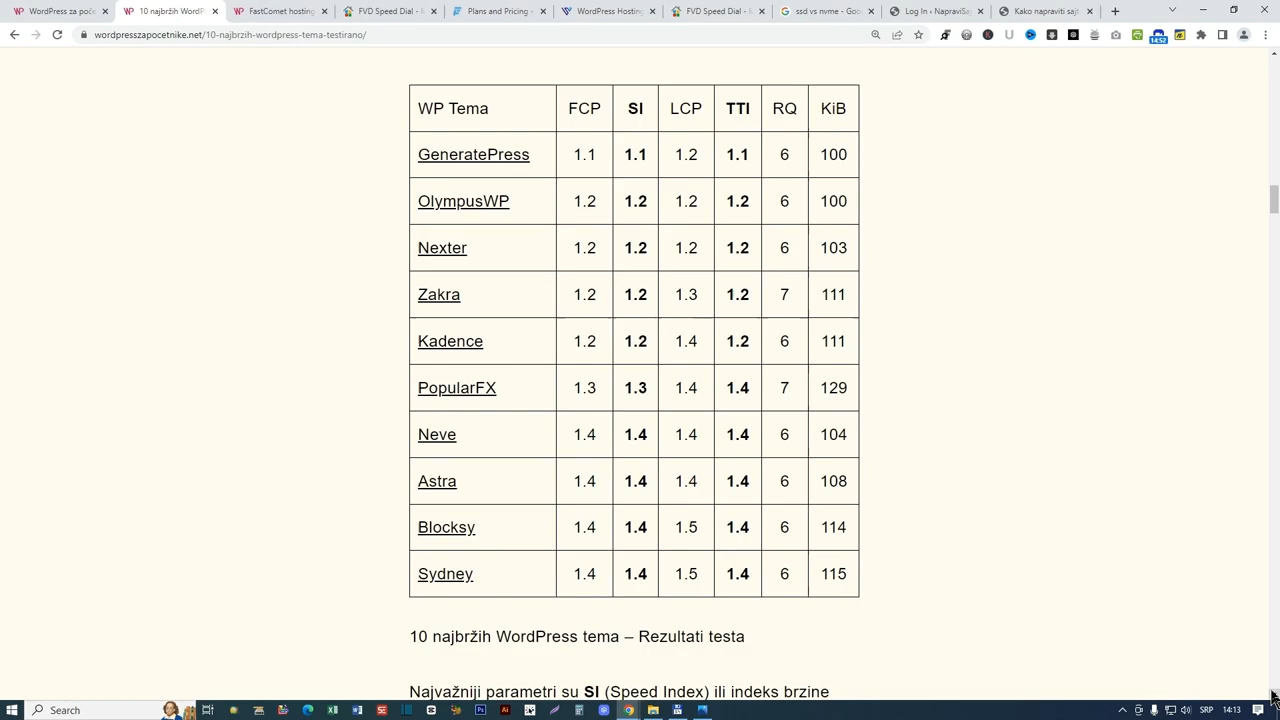 WordPress za poče
10 najbržih WordP
FastComet hosting
FVD Speed Dial - R
Plans and Pricing -
WordPress Hosting
FVD Speed Dial - R
ssd vs nvme - Goo
Log In ‹ NapraviSa
Kako napraviti sajt
wordpresszapocetnike.net/10-najbrzih-wordpress-tema-testirano/
14:52
WP Tema FCP SI LCP TTI RQ KiB
GeneratePress 1.1 1.1 1.2 1.1 6 100
OlympusWP 1.2 1.2 1.2 1.2 6 100
Nexter 1.2 1.2 1.2 1.2 6 103
Zakra 1.2 1.2 1.3 1.2 7 111
Kadence 1.2 1.2 1.4 1.2 6 111
PopularFX 1.3 1.3 1.4 1.4 7 129
Neve 1.4 1.4 1.4 1.4 6 104
Astra 1.4 1.4 1.4 1.4 6 108
Blocksy 1.4 1.4 1.5 1.4 6 114
Sydney 1.4 1.4 1.5 1.4 6 115
10 najbržih WordPress tema – Rezultati testa
Najvažniji parametri su SI (Speed Index) ili indeks brzine
Search
SRP
14:13